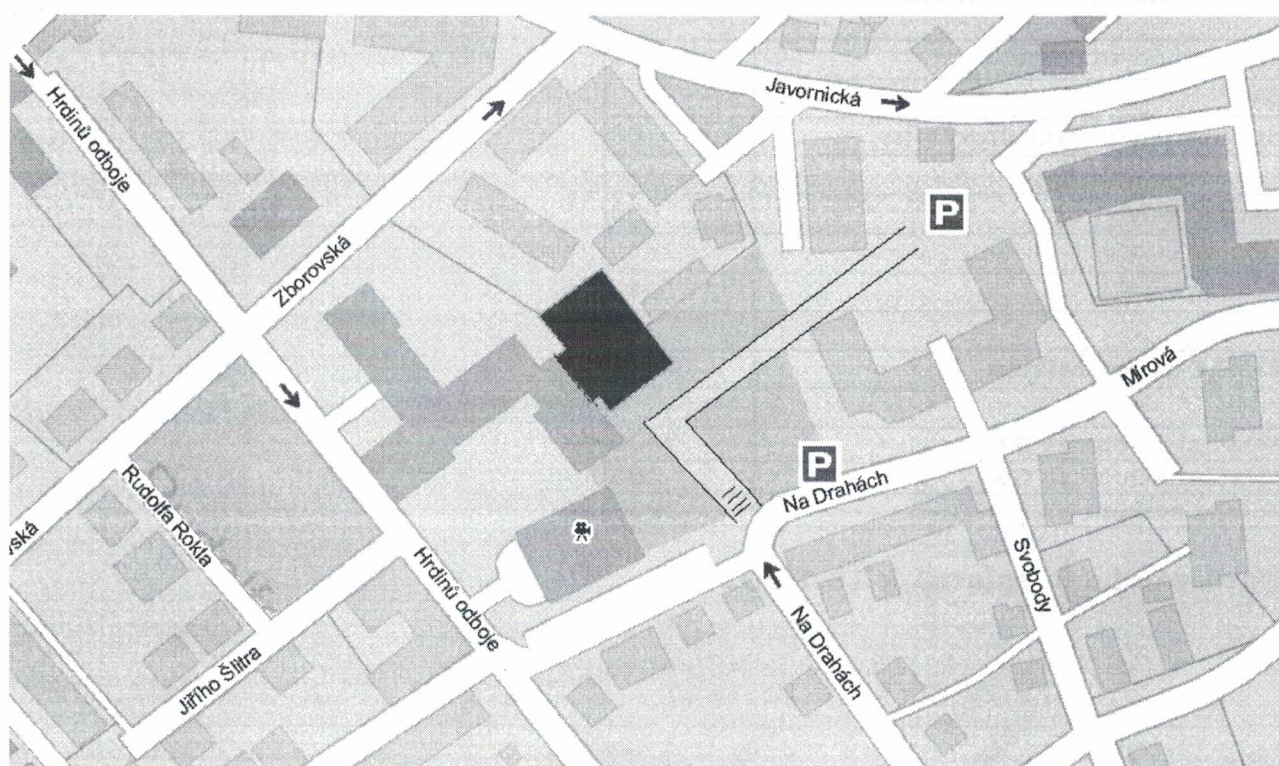 Hrdinů odboje
Javornická
Zborovská
P
Mírová
P
Na Drahách
Rudolfa Rokla
vská
Hrdinů odboje
Svobody
Na Drahách
Jiřího Šlitra